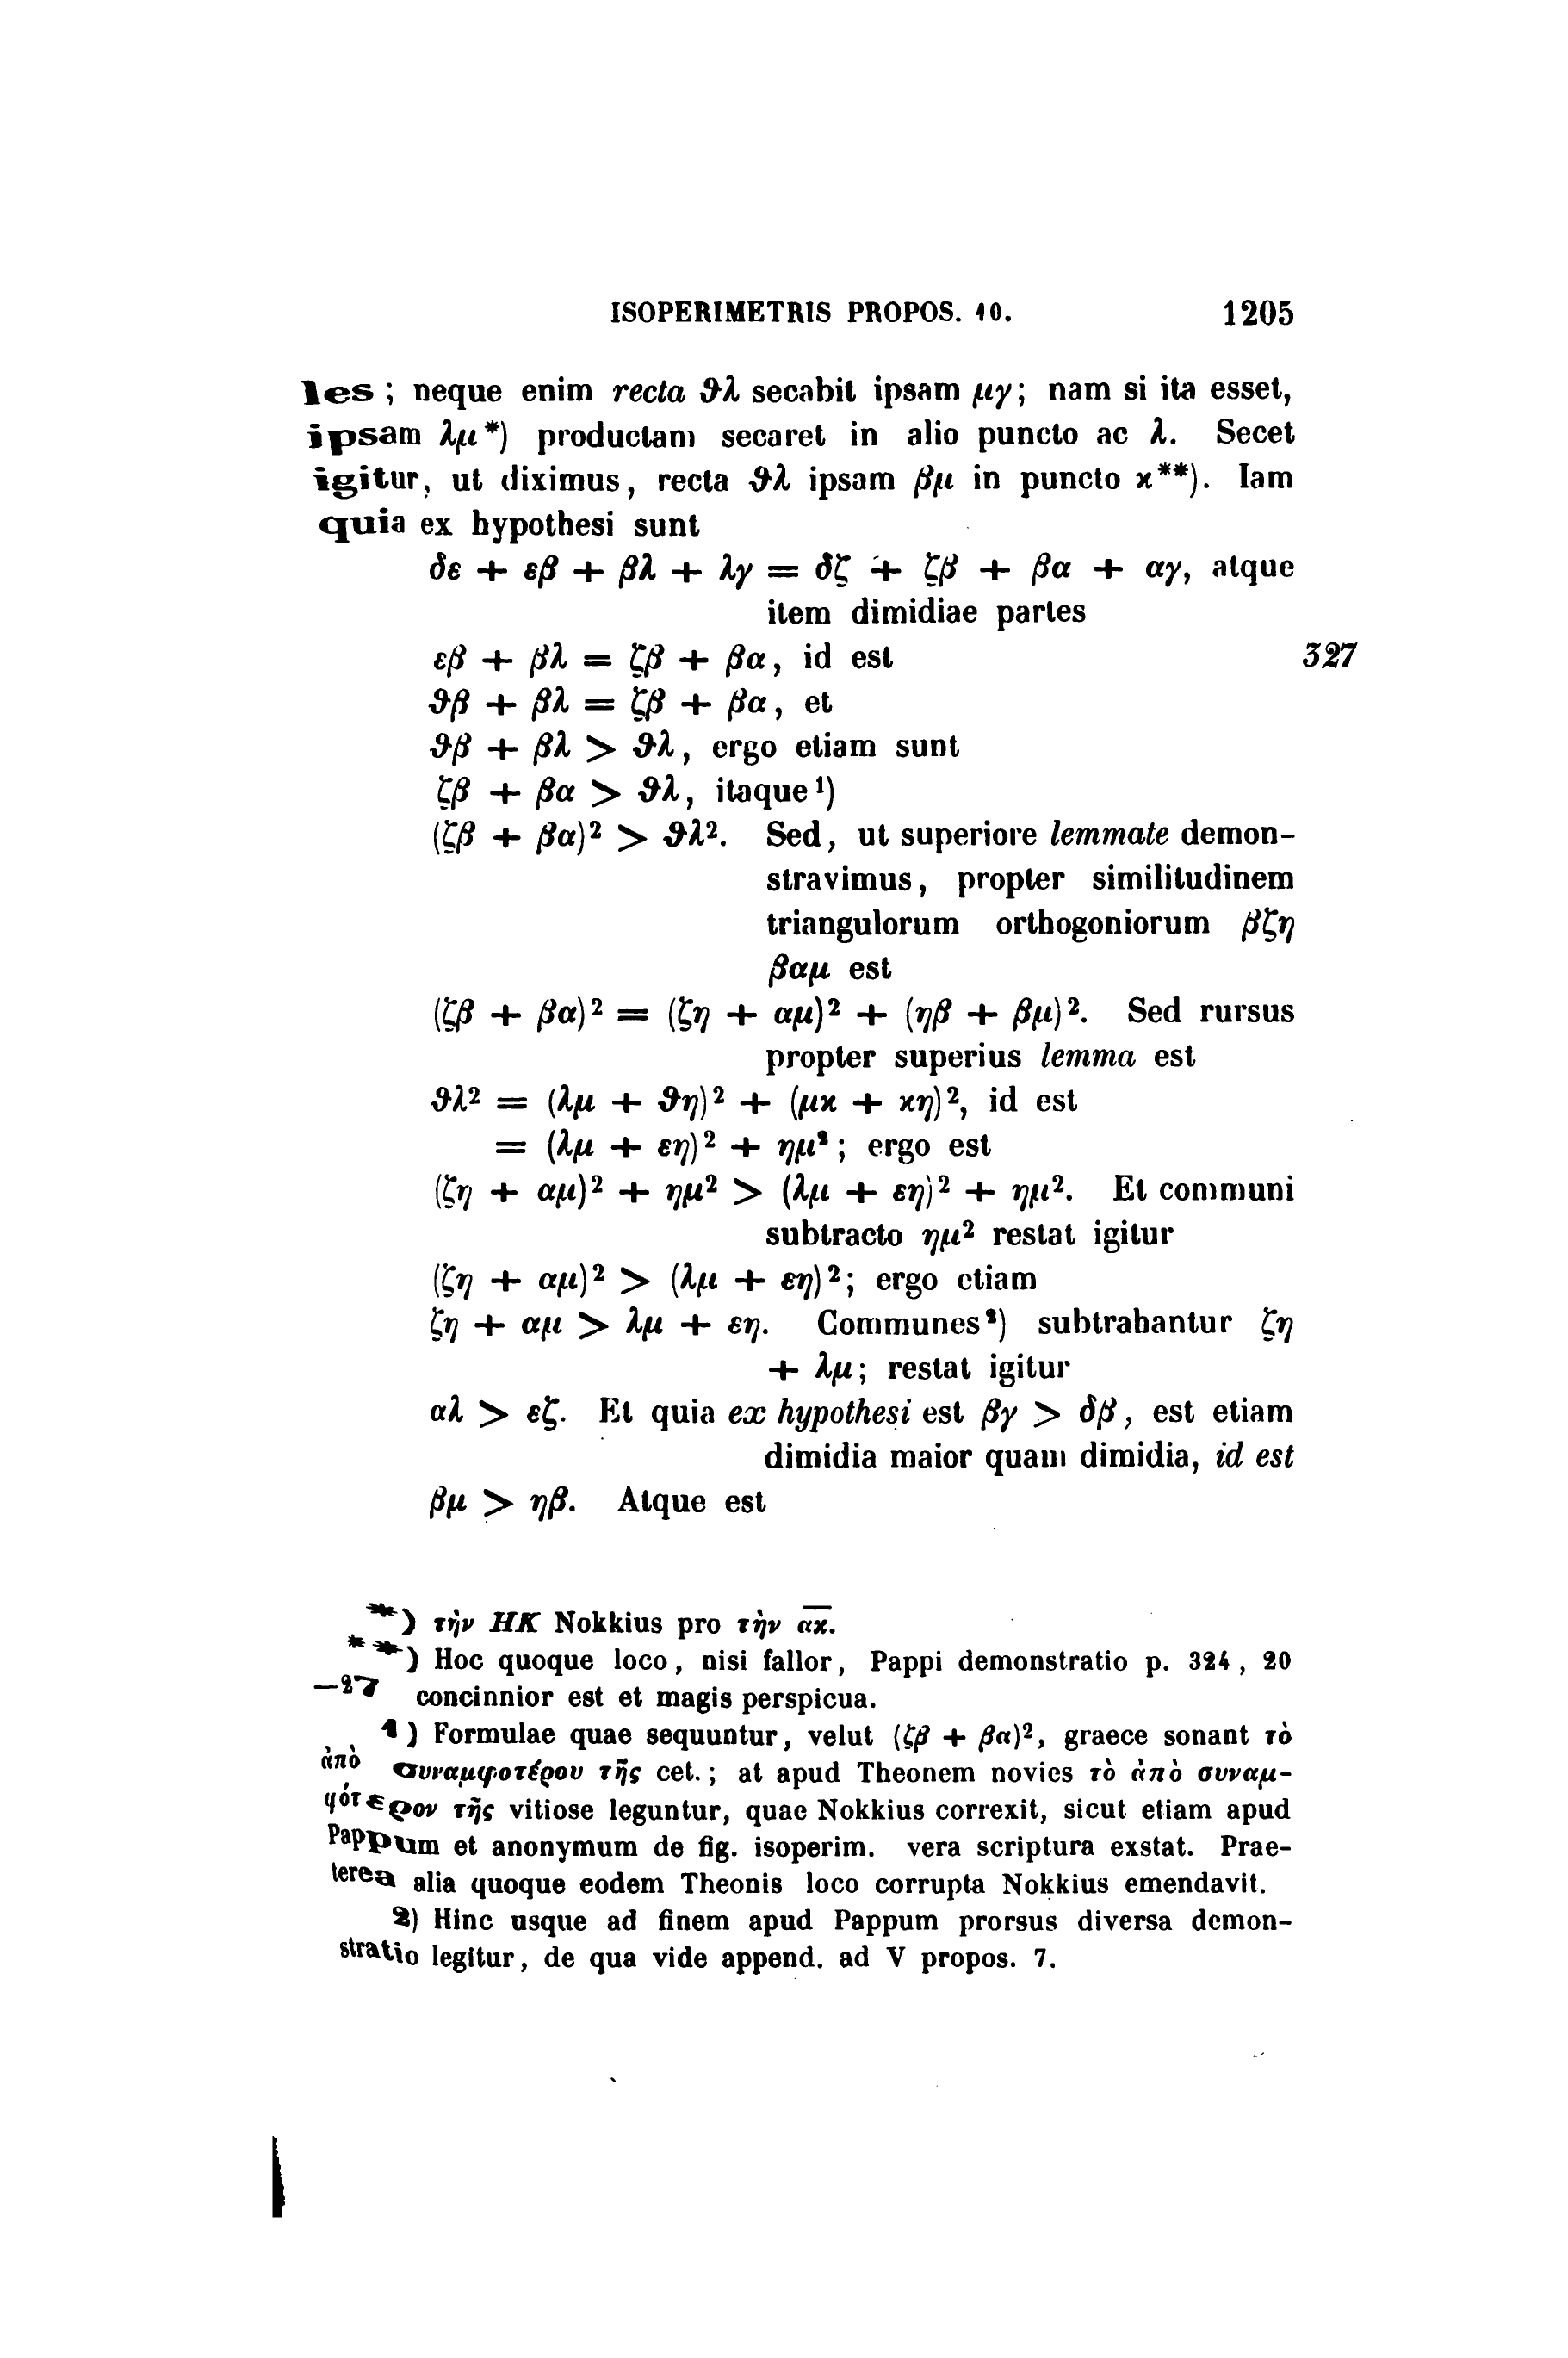 ISOPERIMETRIS PROPOS. 10. 1205
les; neque enim recta ϑλ secabit ipsam μγ; nam si ita esset,
ipsam λμ*) productam secaret in alio puncto ac λ. Secet
igitur, ut diximus, recta ϑλ ipsam βμ in puncto κ**). Iam
quia ex hypothesi sunt
δε + εβ + βλ + λγ = δζ + ζβ + βα + αγ, atque
item dimidiae partes
εβ + βλ = ζβ + βα, id est 327
ϑβ + βλ = ζβ + βα, et
ϑβ + βλ > ϑλ, ergo etiam sunt
ζβ + βα > ϑλ, itaque¹)
(ζβ + βα)² > ϑλ². Sed, ut superiore lemmate demon-
stravimus, propter similitudinem
triangulorum orthogoniorum βζη
βαμ est
(ζβ + βα)² = (ζη + αμ)² + (ηβ + βμ)². Sed rursus
propter superius lemma est
ϑλ² = (λμ + ϑη)² + (μκ + κη)², id est
= (λμ + εη)² + ημ²; ergo est
(ζη + αμ)² + ημ² > (λμ + εη)² + ημ². Et communi
subtracto ημ² restat igitur
(ζη + αμ)² > (λμ + εη)²; ergo etiam
ζη + αμ > λμ + εη. Communes²) subtrahantur ζη
+ λμ; restat igitur
αλ > εζ. Et quia ex hypothesi est βγ > δβ, est etiam
dimidia maior quam dimidia, id est
βμ > ηβ. Atque est
*) τὴν HK Nokkius pro τὴν α̅κ̅.
**) Hoc quoque loco, nisi fallor, Pappi demonstratio p. 324, 20
—27 concinnior est et magis perspicua.
1) Formulae quae sequuntur, velut (ζβ + βα)², graece sonant τὸ
ἀπὸ συναμφοτέρου τῆς cet.; at apud Theonem novies τὸ ἀπὸ συναμ-
φότερον τῆς vitiose leguntur, quae Nokkius correxit, sicut etiam apud
Pappum et anonymum de fig. isoperim. vera scriptura exstat. Prae-
terea alia quoque eodem Theonis loco corrupta Nokkius emendavit.
2) Hinc usque ad finem apud Pappum prorsus diversa demon-
stratio legitur, de qua vide append. ad V propos. 7.